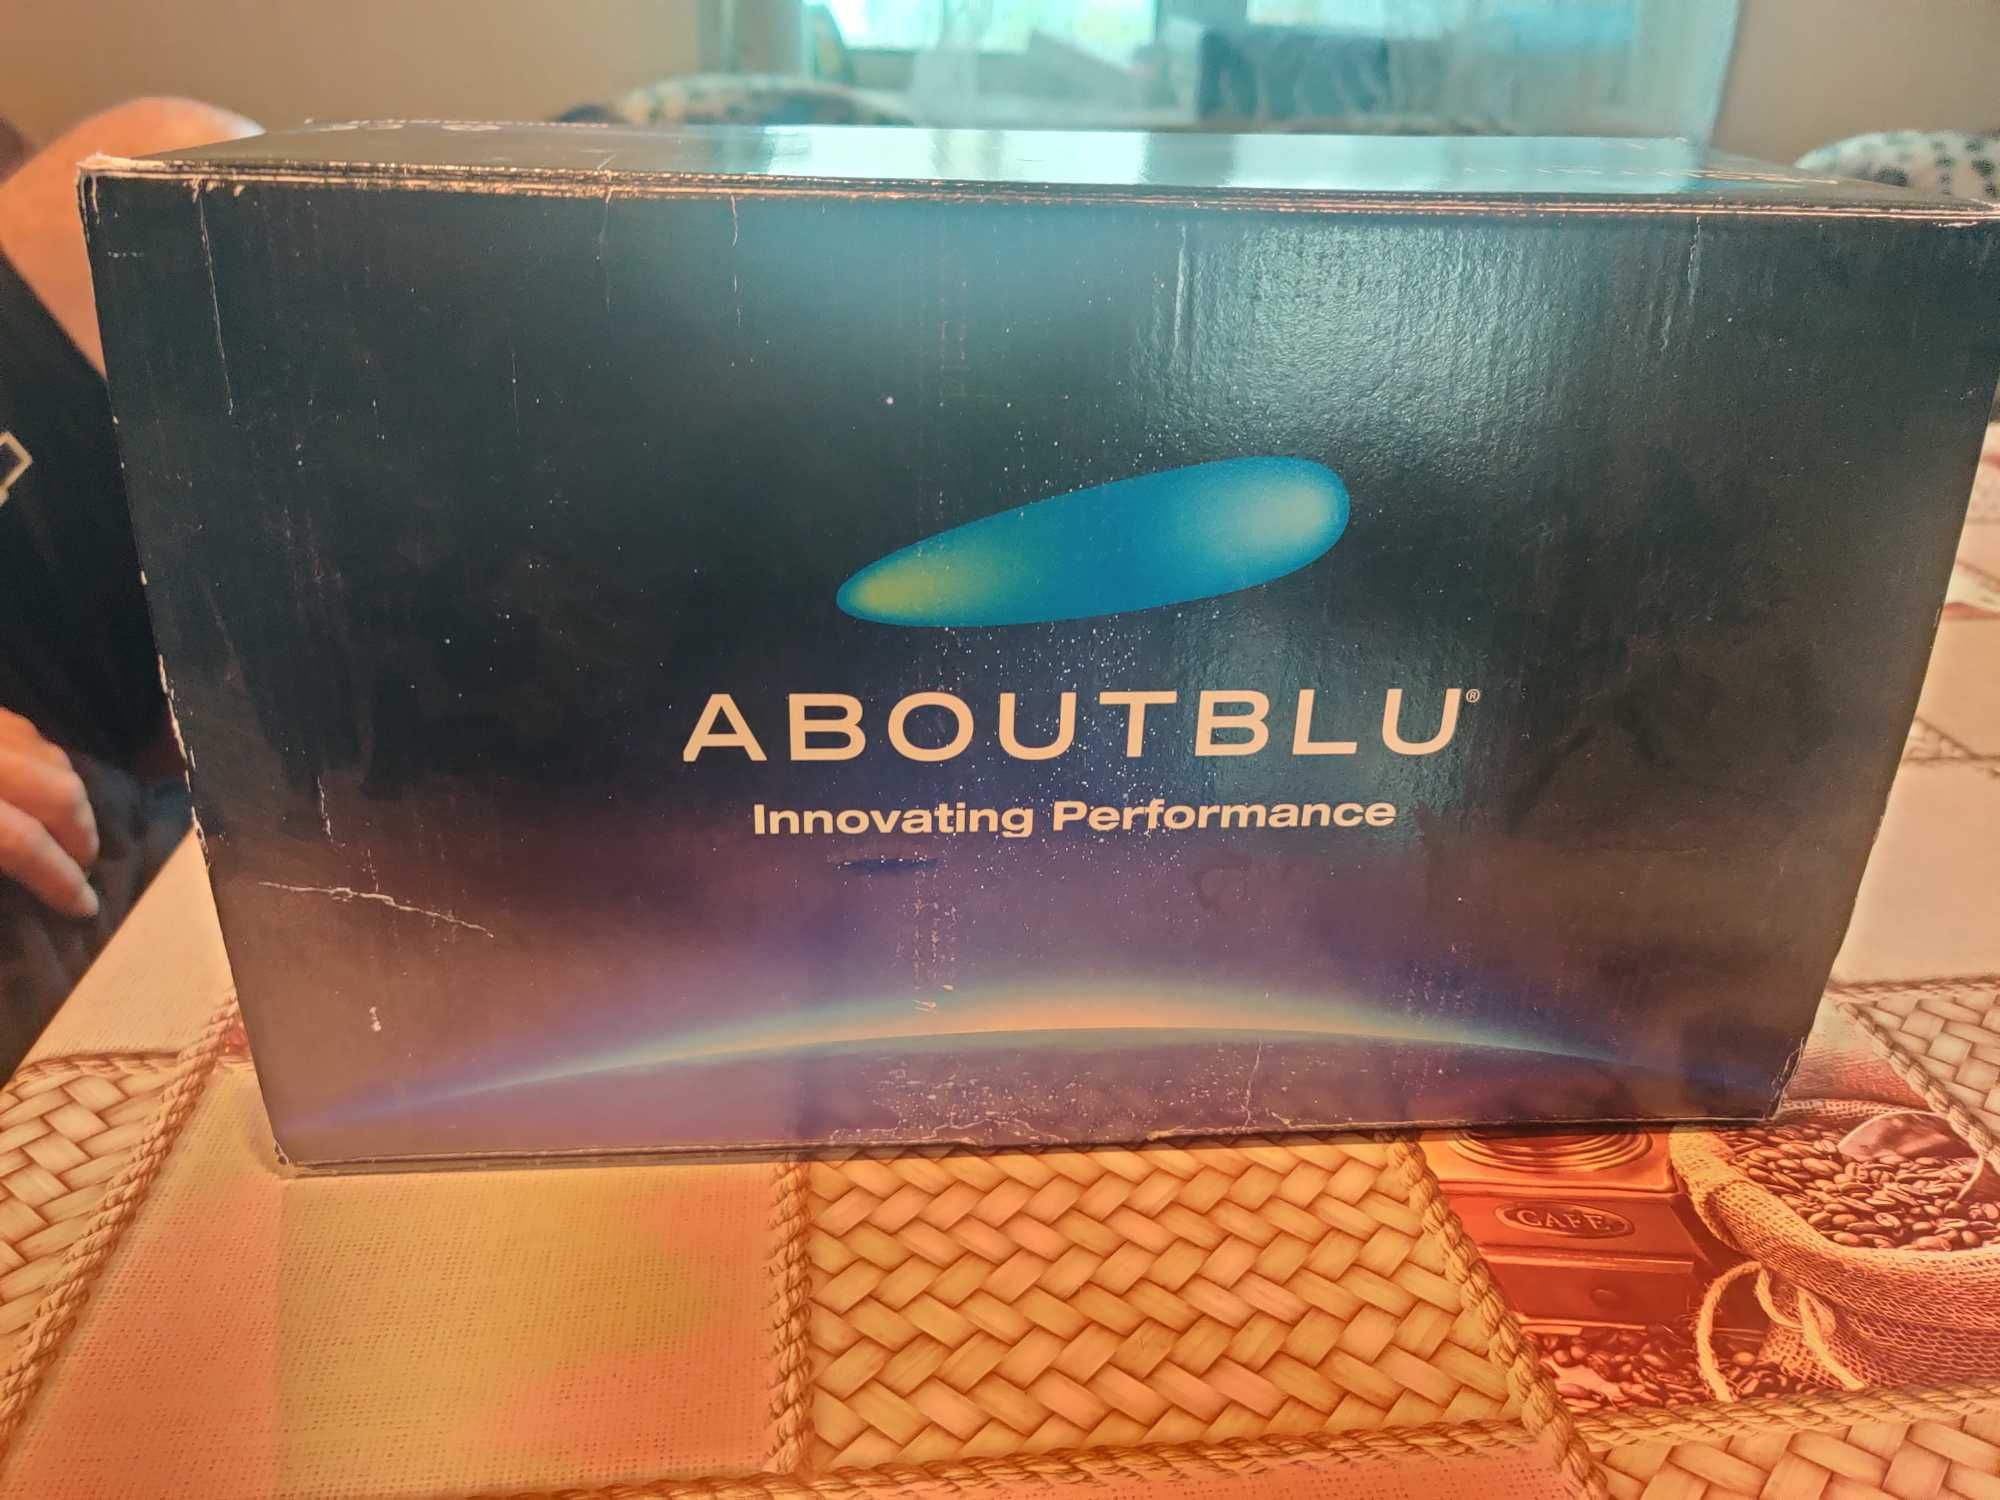 ABOUTBLU®
Innovating Performance
CAFE